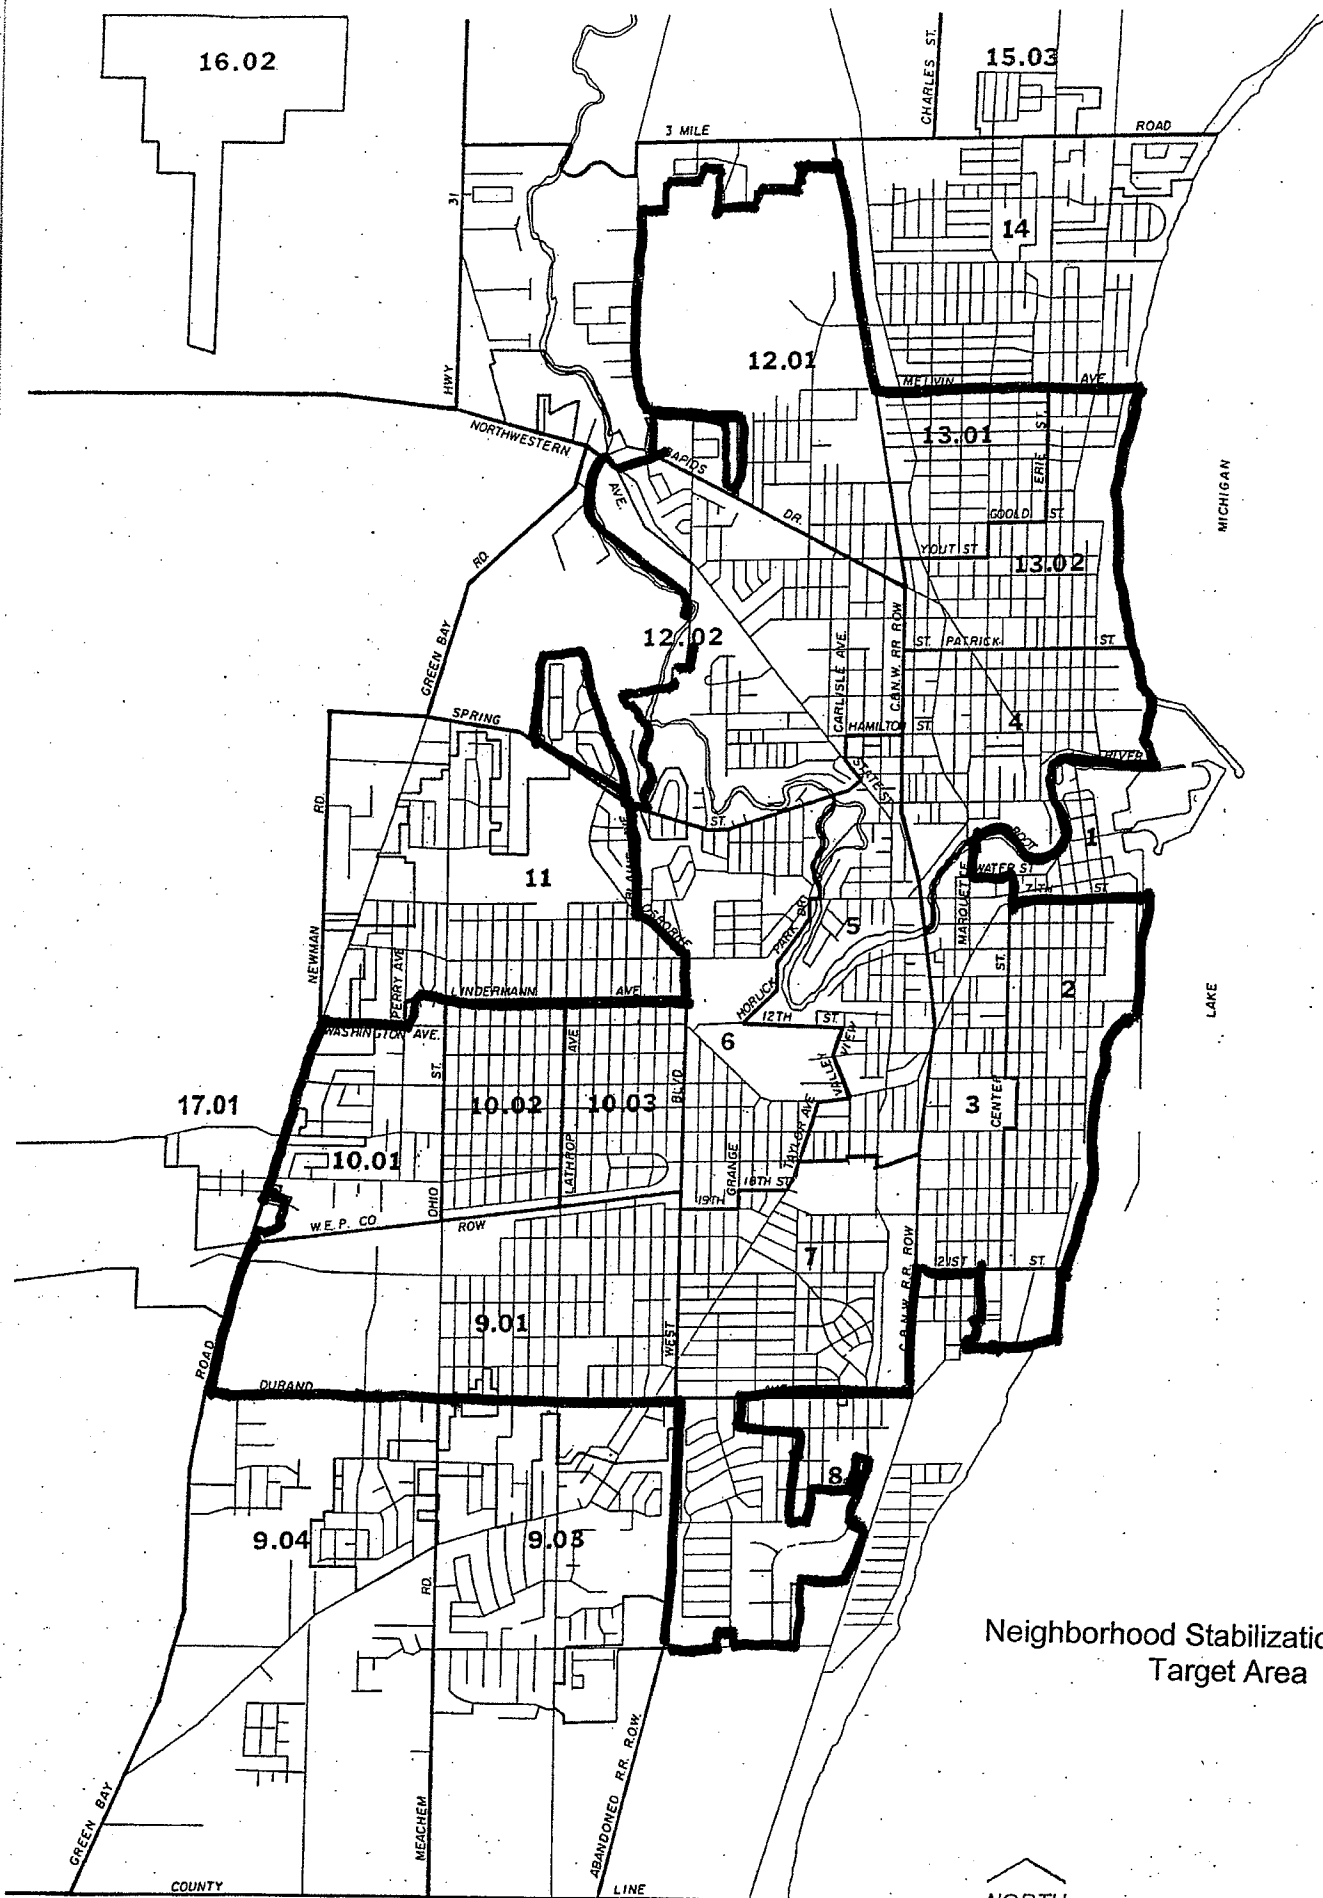 CHARLES ST.
15.03
16.02
3 MILE ROAD
31
HWY
14
12.01
MELVIN AVE.
13.01
ERIE ST.
NORTHWESTERN AVE.
RAPIDS DR.
MICHIGAN
GOOLD ST.
YOUT ST
13.02
GREEN BAY RD.
12.02
CARLISLE AVE.
C.&N.W. RR ROW
ST. PATRICK ST.
SPRING ST.
HAMILTON ST.
4
STATE ST.
RIVER
ROOT
1
NEWMAN RD.
11
BLAINE AVE
OSBORNE
WATER ST
7TH ST.
MARQUETTE ST.
5
PARK DR.
HORLICK
PERRY AVE
LINDERMANN AVE.
2
LAKE
WASHINGTON AVE.
12TH ST.
6
VALLEY VIEW
17.01
10.02
10.03
LATHROP AVE.
BLVD
3
CENTER
TAYLOR AVE
10.01
OHIO ST.
GRANGE
18TH ST
19TH
W.E.P. CO. ROW
7
21ST ST.
C.&N.W. R.R. ROW
9.01
WEST
ROAD
DURAND AVE.
8
9.04
9.03
RD.
Neighborhood Stabilizatio
Target Area
GREEN BAY
MEACHEM
ABANDONED R.R. R.O.W.
COUNTY LINE
NORTH